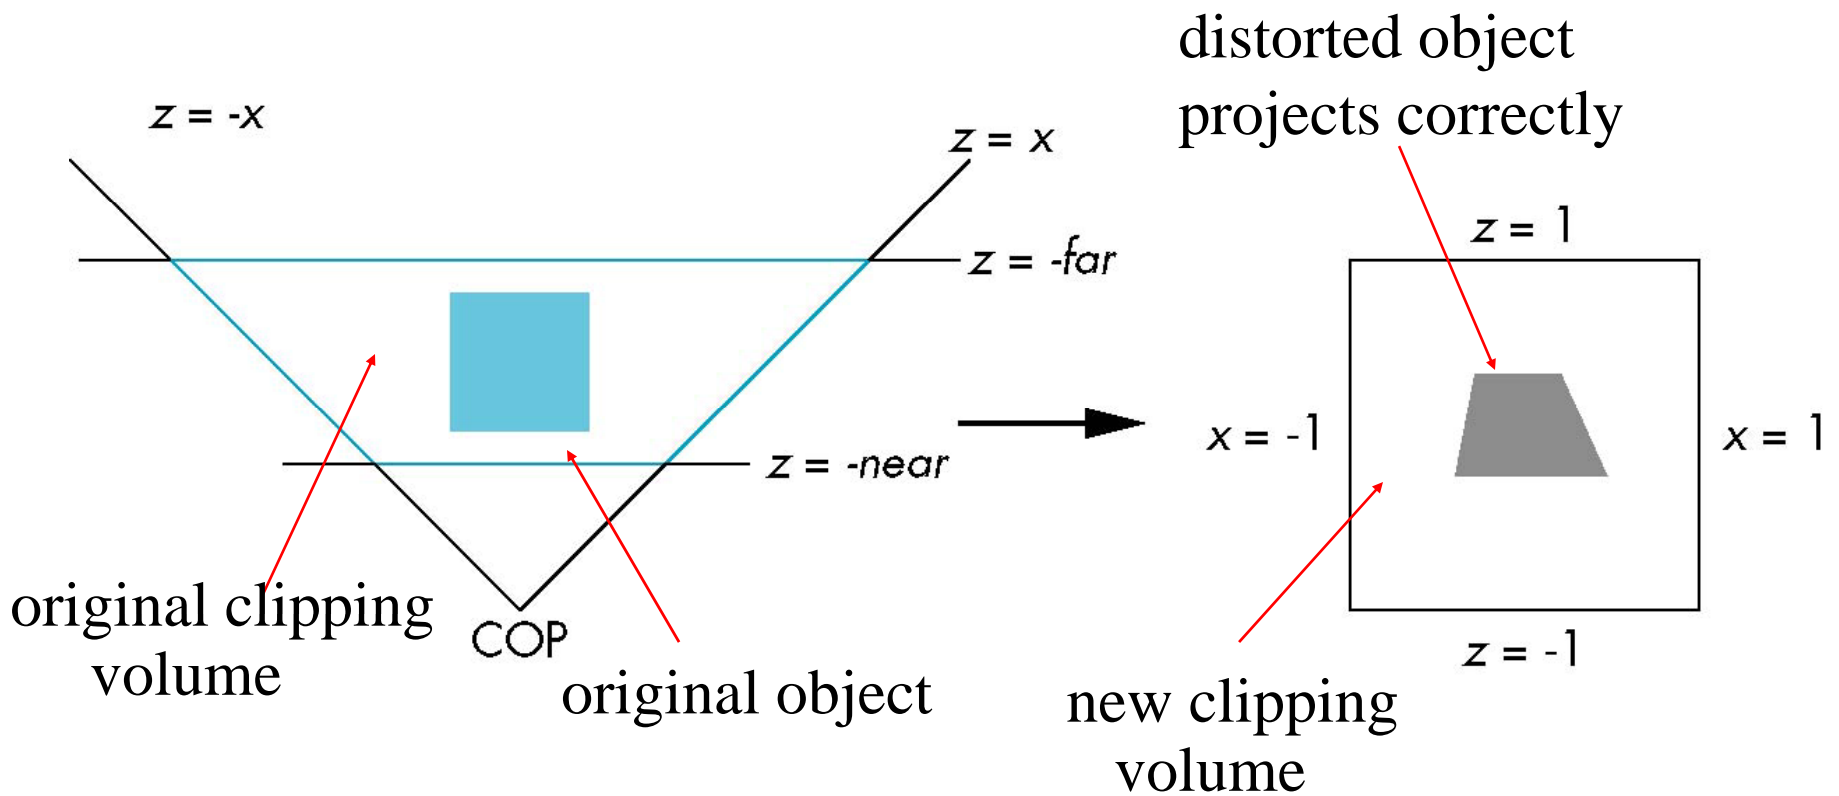 distorted object
projects correctly
z = -x
z = x
z = 1
z = -far
x = -1
x = 1
z = -near
original clipping
volume
COP
z = -1
original object
new clipping
volume